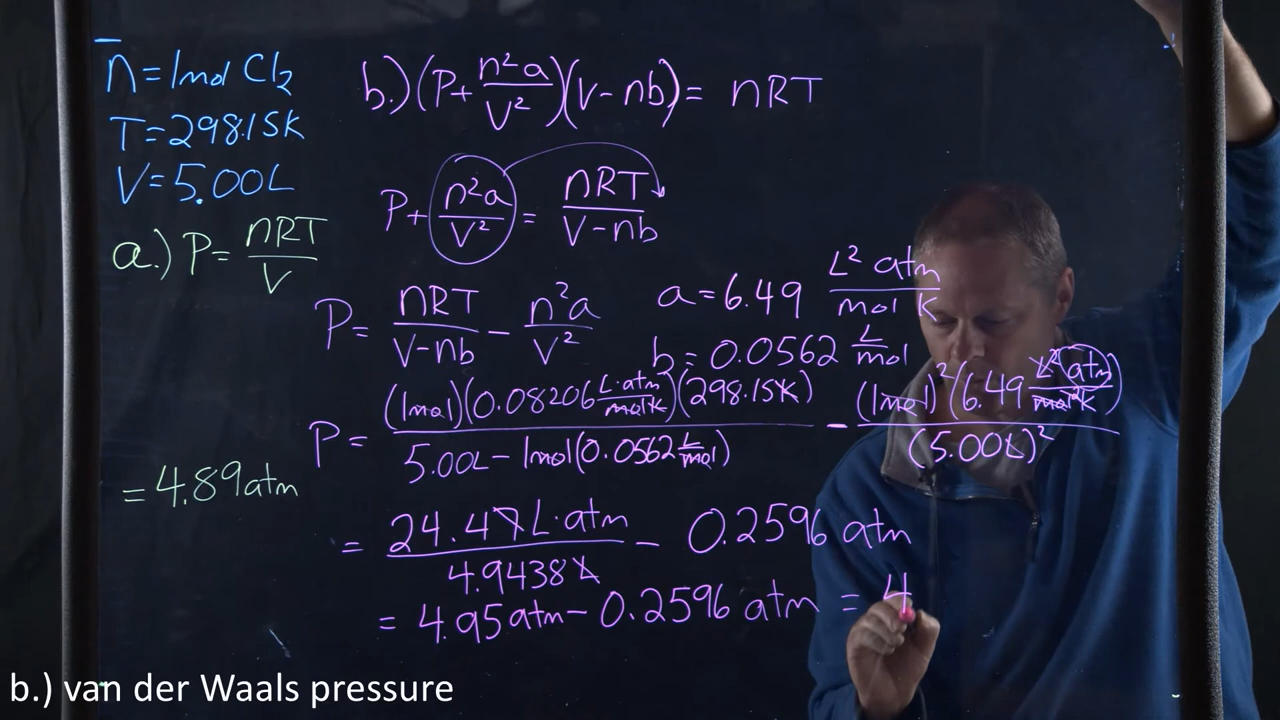 n̅ = 1mol Cl₂
T = 298.15K
V = 5.00L
a.) P = nRT/V
= 4.89atm
b.) (P + n²a/V²)(V - nb) = nRT
P + n²a/V² = nRT/(V - nb)
P = nRT/(V - nb) - n²a/V²
a = 6.49 L² atm/mol K
b = 0.0562 L/mol
P = (1mol)(0.08206 L·atm/mol K)(298.15K)/(5.00L - 1mol(0.0562 L/mol)) - (1mol)²(6.49 L² atm/mol² K)/(5.00L)²
= 24.47 L·atm/4.9438 L - 0.2596 atm
= 4.95atm - 0.2596 atm = 4
b.) van der Waals pressure